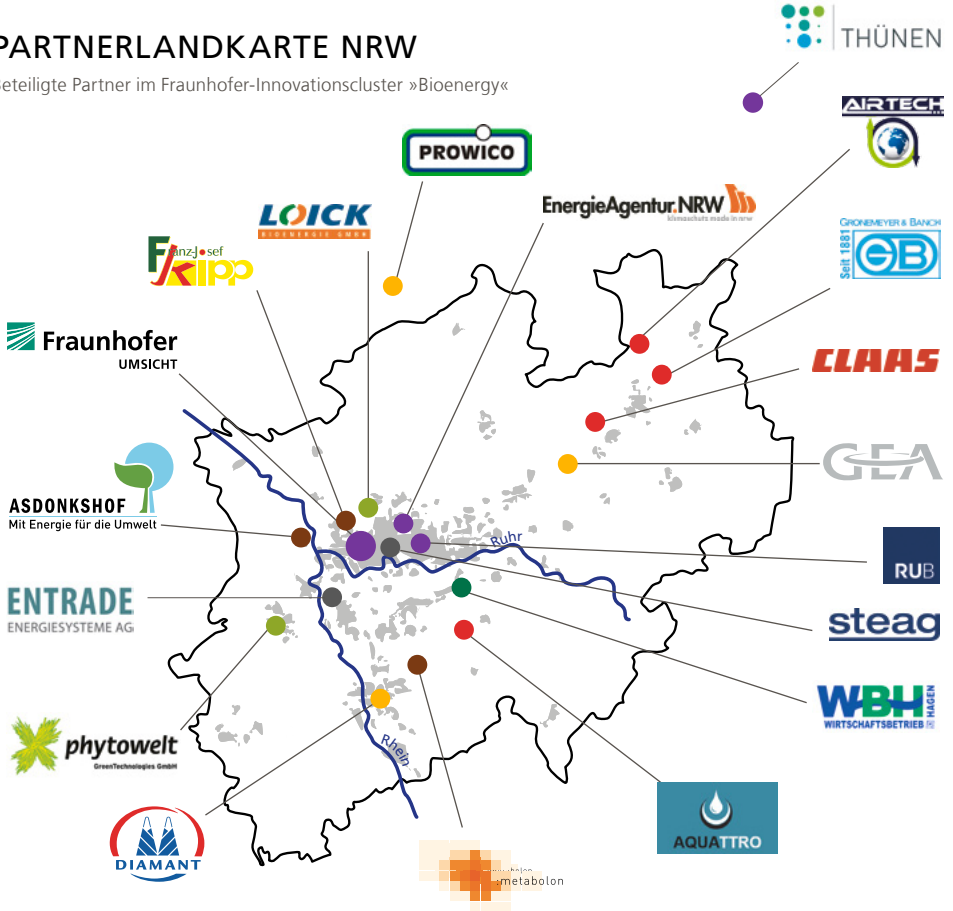 PARTNERLANDKARTE NRW
Beteiligte Partner im Fraunhofer-Innovationscluster »Bioenergy«
THÜNEN
AIRTECH
PROWICO
EnergieAgentur.NRW
klimaschutz made in nrw
LOICK
BIOENERGIE GMBH
GRONEMEYER & BANCK
Seit 1881
GB
Franz-Josef
Kipp
Fraunhofer
UMSICHT
CLAAS
GEA
ASDONKSHOF
Mit Energie für die Umwelt
Ruhr
RUB
ENTRADE
ENERGIESYSTEME AG
steag
WBH
HAGEN
WIRTSCHAFTSBETRIEB
phytowelt
GreenTechnologies GmbH
Rhein
DIAMANT
AQUATTRO
:metabolon